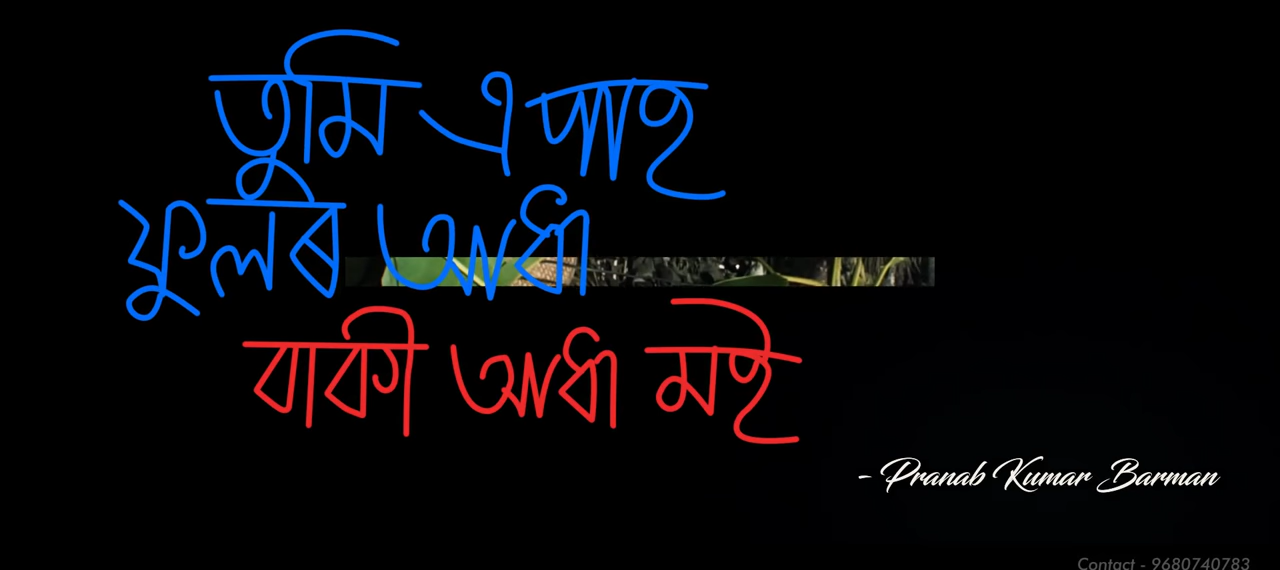 তুমি এপাহ
ফুলৰ আধা
বাকী আধা মই
- Pranab Kumar Barman
Contact - 9680740783